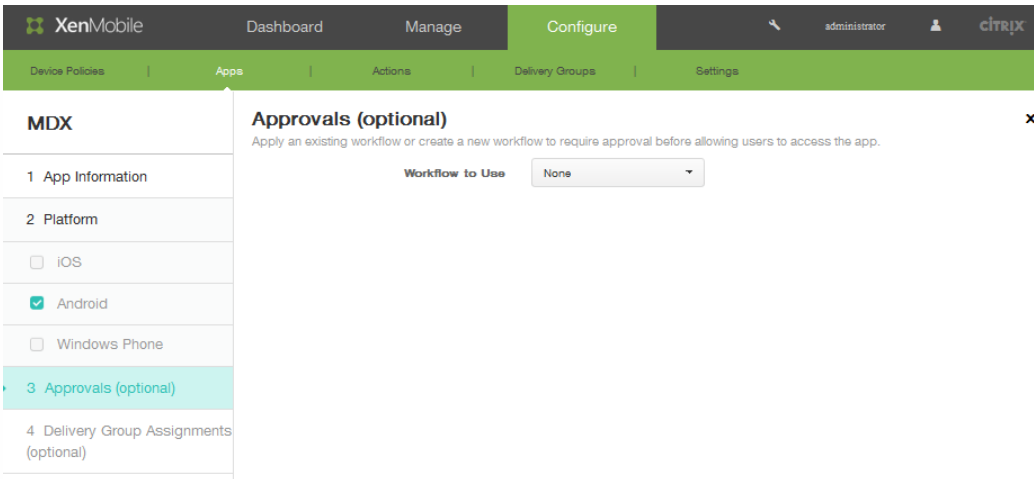 XenMobile Dashboard Manage Configure administrator CİTRIX
Device Policies | Apps | Actions | Delivery Groups | Settings
MDX
Approvals (optional)
Apply an existing workflow or create a new workflow to require approval before allowing users to access the app.
Workflow to Use None
1 App Information
2 Platform
iOS
Android
Windows Phone
3 Approvals (optional)
4 Delivery Group Assignments
(optional)